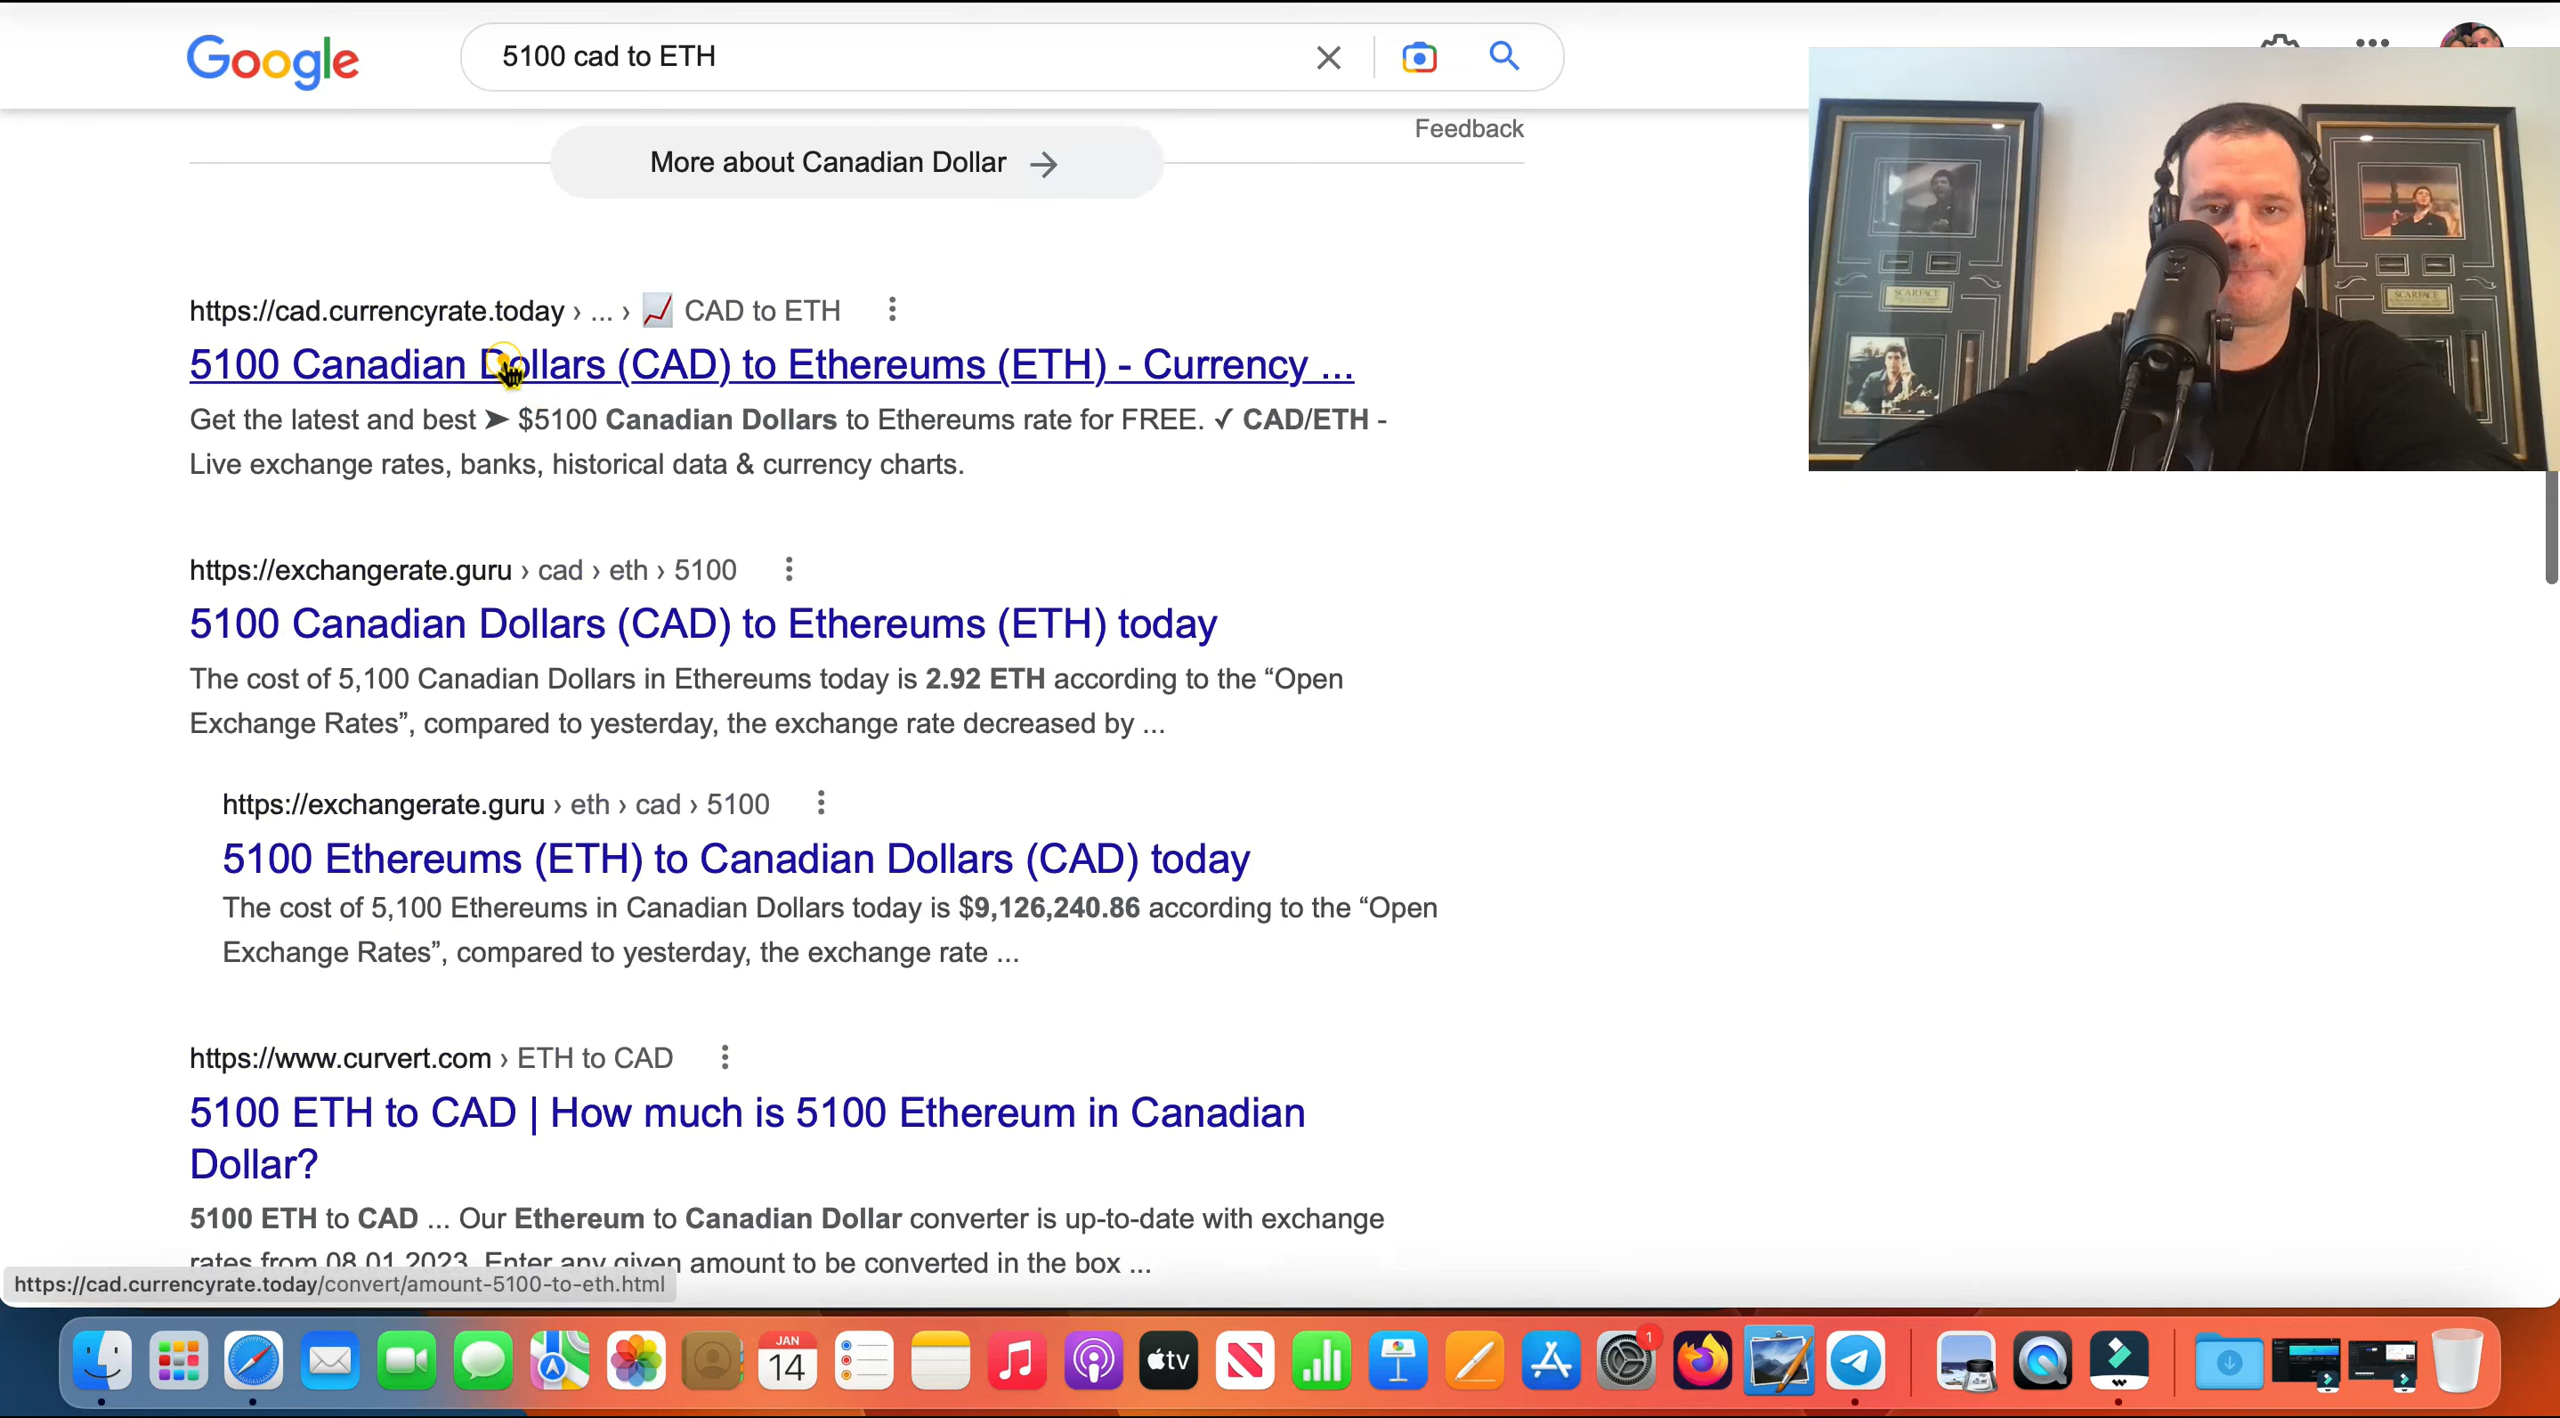 Google
5100 cad to ETH
Feedback
More about Canadian Dollar →
https://cad.currencyrate.today › ... › CAD to ETH
5100 Canadian Dollars (CAD) to Ethereums (ETH) - Currency ...
Get the latest and best ➤ $5100 Canadian Dollars to Ethereums rate for FREE. ✓ CAD/ETH -
Live exchange rates, banks, historical data & currency charts.
https://exchangerate.guru › cad › eth › 5100
5100 Canadian Dollars (CAD) to Ethereums (ETH) today
The cost of 5,100 Canadian Dollars in Ethereums today is 2.92 ETH according to the “Open
Exchange Rates”, compared to yesterday, the exchange rate decreased by ...
https://exchangerate.guru › eth › cad › 5100
5100 Ethereums (ETH) to Canadian Dollars (CAD) today
The cost of 5,100 Ethereums in Canadian Dollars today is $9,126,240.86 according to the “Open
Exchange Rates”, compared to yesterday, the exchange rate ...
https://www.curvert.com › ETH to CAD
5100 ETH to CAD | How much is 5100 Ethereum in Canadian
Dollar?
5100 ETH to CAD ... Our Ethereum to Canadian Dollar converter is up-to-date with exchange
rates from 08.01.2023. Enter any given amount to be converted in the box ...
https://cad.currencyrate.today/convert/amount-5100-to-eth.html
SCARFACE
SCARFACE
JAN
14
tv
1